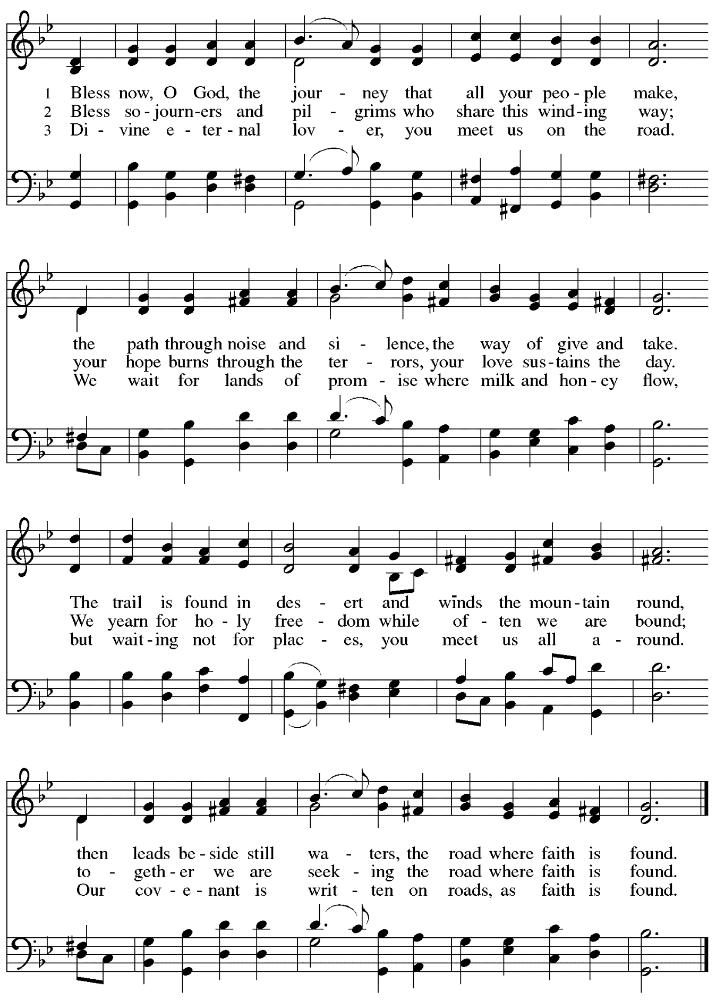 1 Bless now, O God, the jour - ney that all your peo - ple make,
2 Bless so - journ - ers and pil - grims who share this wind - ing way;
3 Di - vine e - ter - nal lov - er, you meet us on the road.
the path through noise and si - lence, the way of give and take.
your hope burns through the ter - rors, your love sus - tains the day.
We wait for lands of prom - ise where milk and hon - ey flow,
The trail is found in des - ert and winds the moun - tain round,
We yearn for ho - ly free - dom while of - ten we are bound;
but wait - ing not for plac - es, you meet us all a - round.
then leads be - side still wa - ters, the road where faith is found.
to - geth - er we are seek - ing the road where faith is found.
Our cov - e - nant is writ - ten on roads, as faith is found.